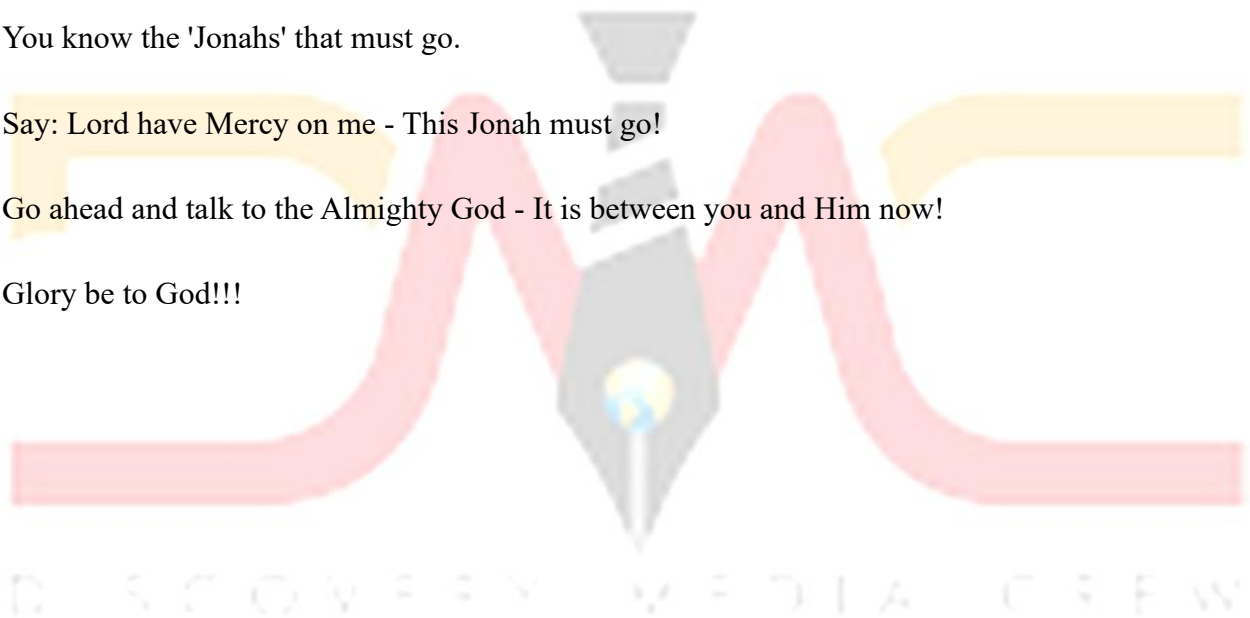 You know the 'Jonahs' that must go.
Say: Lord have Mercy on me - This Jonah must go!
Go ahead and talk to the Almighty God - It is between you and Him now!
Glory be to God!!!
DISCOVERY MEDIA CREW